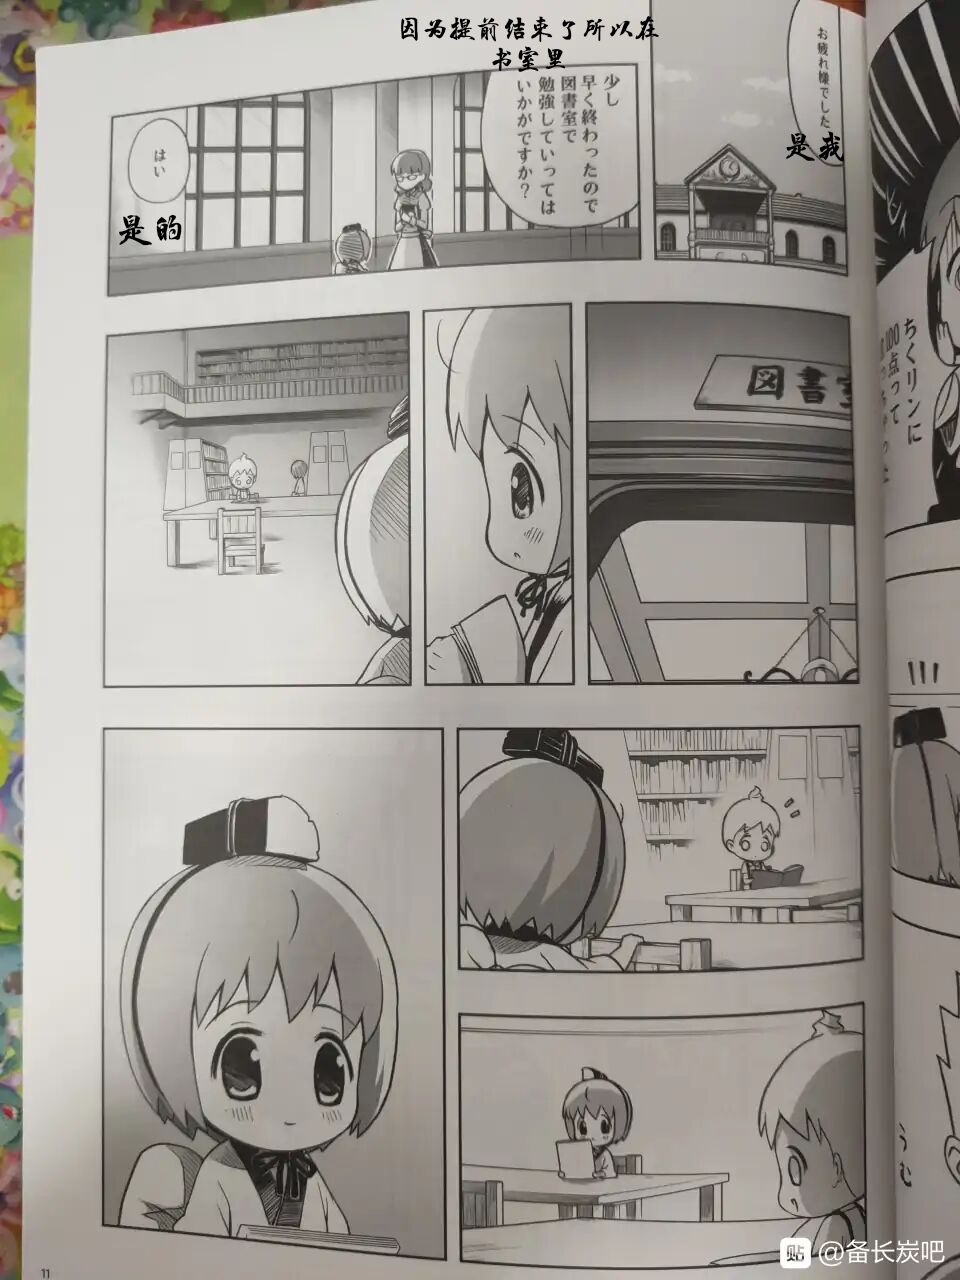 因为提前结束了所以在
书室里
お疲れ様でした
是我
少し
早く終わったので
図書室で
勉強していっては
いかがですか？
はい
是的
図書室
ちくリンに
100点って
うむ
11
贴 @备长炭吧